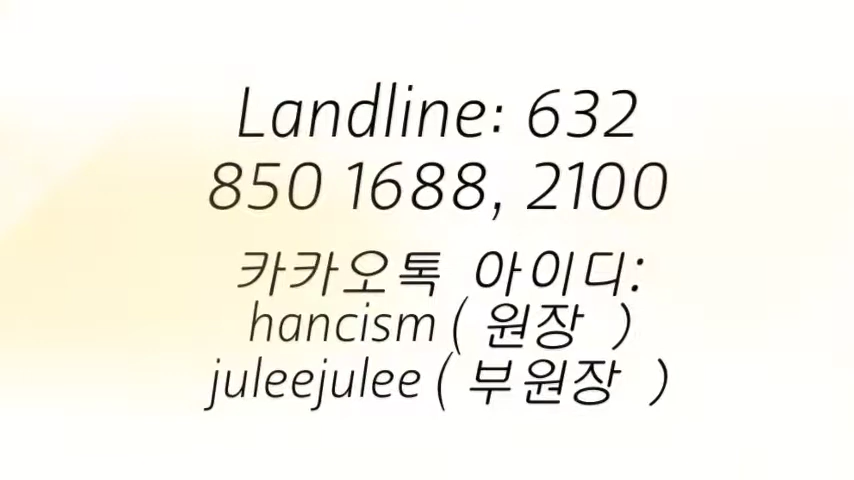 Landline: 632
850 1688, 2100
카카오톡 아이디:
hancism ( 원장 )
juleejulee ( 부원장 )